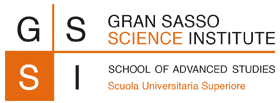 G S
S I
GRAN SASSO
SCIENCE INSTITUTE
SCHOOL OF ADVANCED STUDIES
Scuola Universitaria Superiore